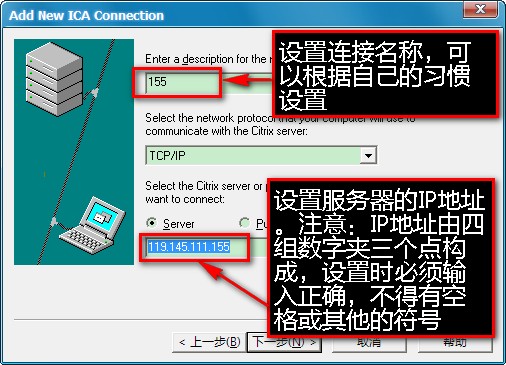 Add New ICA Connection
Enter a description for the
设置连接名称，可
以根据自己的习惯
设置
155
Select the network protocol that your computer will use to
communicate with the Citrix server:
TCP/IP
Select the Citrix server or
want to connect:
Server
119.145.111.155
设置服务器的IP地址
。注意：IP地址由四
组数字夹三个点构
成，设置时必须输
入正确，不得有空
格或其他的符号
< 上一步(B)
下一步(N) >
取消
帮助